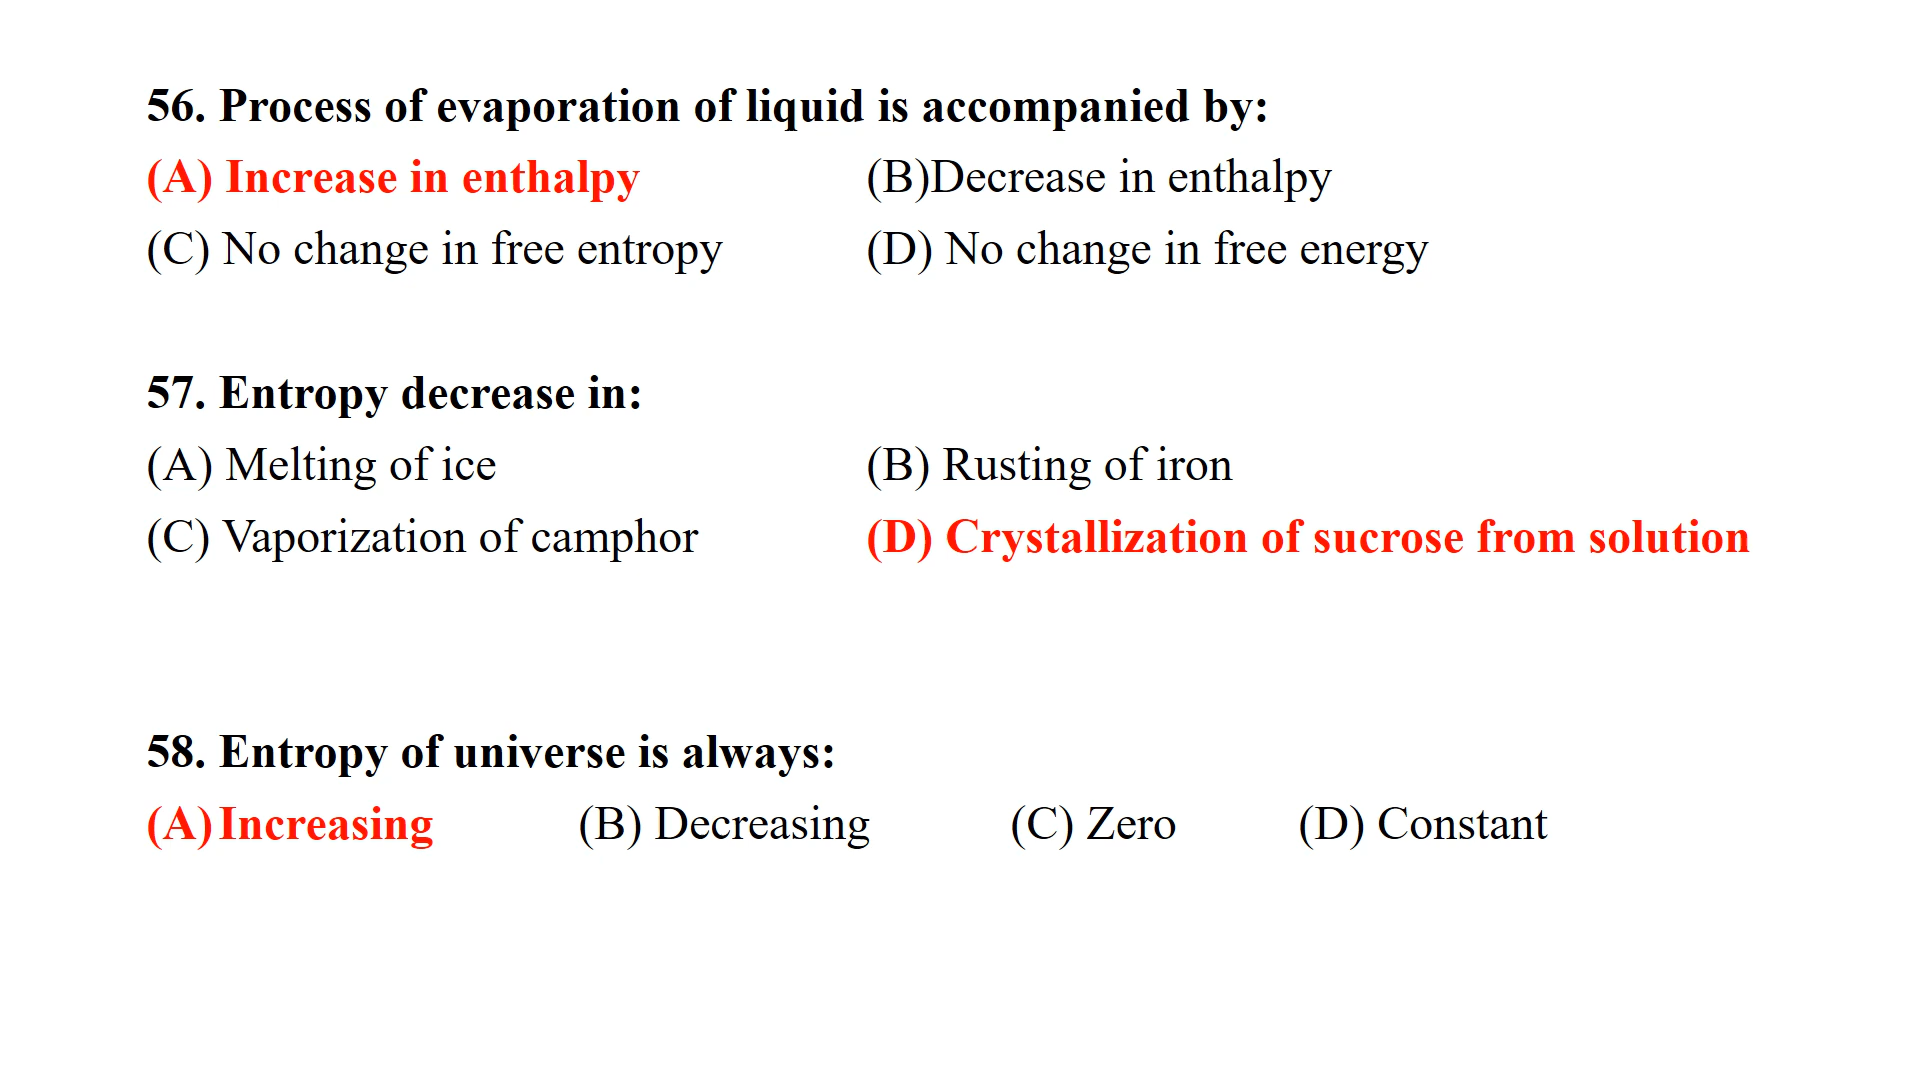 56. Process of evaporation of liquid is accompanied by:
(A) Increase in enthalpy (B)Decrease in enthalpy
(C) No change in free entropy (D) No change in free energy
57. Entropy decrease in:
(A) Melting of ice (B) Rusting of iron
(C) Vaporization of camphor (D) Crystallization of sucrose from solution
58. Entropy of universe is always:
(A) Increasing (B) Decreasing (C) Zero (D) Constant